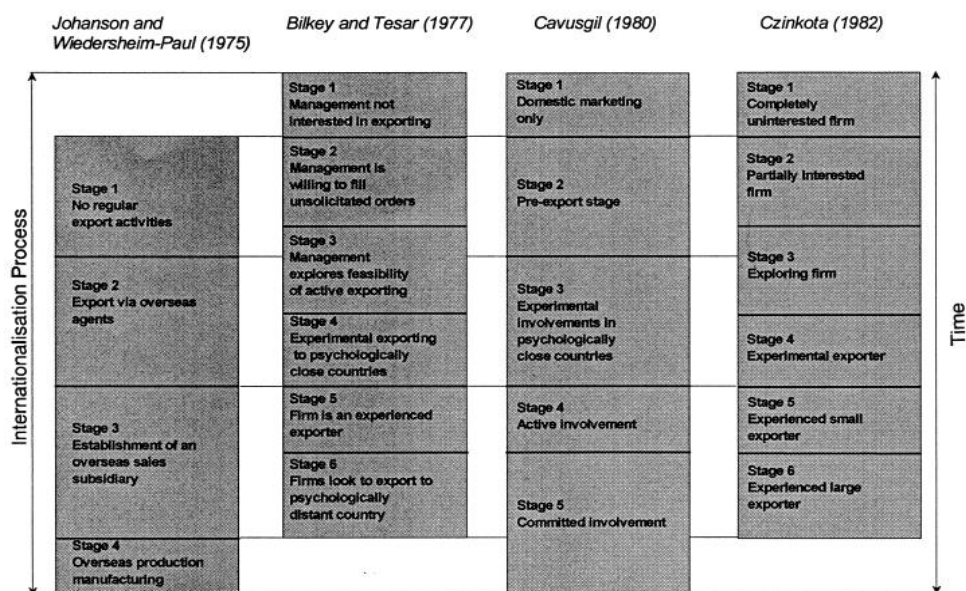 Johanson and
Wiedersheim-Paul (1975)
Bilkey and Tesar (1977)
Cavusgil (1980)
Czinkota (1982)
Internationalisation Process
Stage 1
No regular
export activities
Stage 2
Export via overseas
agents
Stage 3
Establishment of an
overseas sales
subsidiary
Stage 4
Overseas production
manufacturing
Stage 1
Management not
Interested in exporting
Stage 2
Management is
willing to fill
unsolicitated orders
Stage 3
Management
explores feasibility
of active exporting
Stage 4
Experimental exporting
to psychologically
close countries
Stage 5
Firm is an experienced
exporter
Stage 6
Firms look to export to
psychologically
distant country
Stage 1
Domestic marketing
only
Stage 2
Pre-export stage
Stage 3
Experimental
involvements in
psychologically
close countries
Stage 4
Active involvement
Stage 5
Committed involvement
Stage 1
Completely
uninterested firm
Stage 2
Partially Interested
firm
Stage 3
Exploring firm
Stage 4
Experimental exporter
Stage 5
Experienced small
exporter
Stage 6
Experienced large
exporter
Time